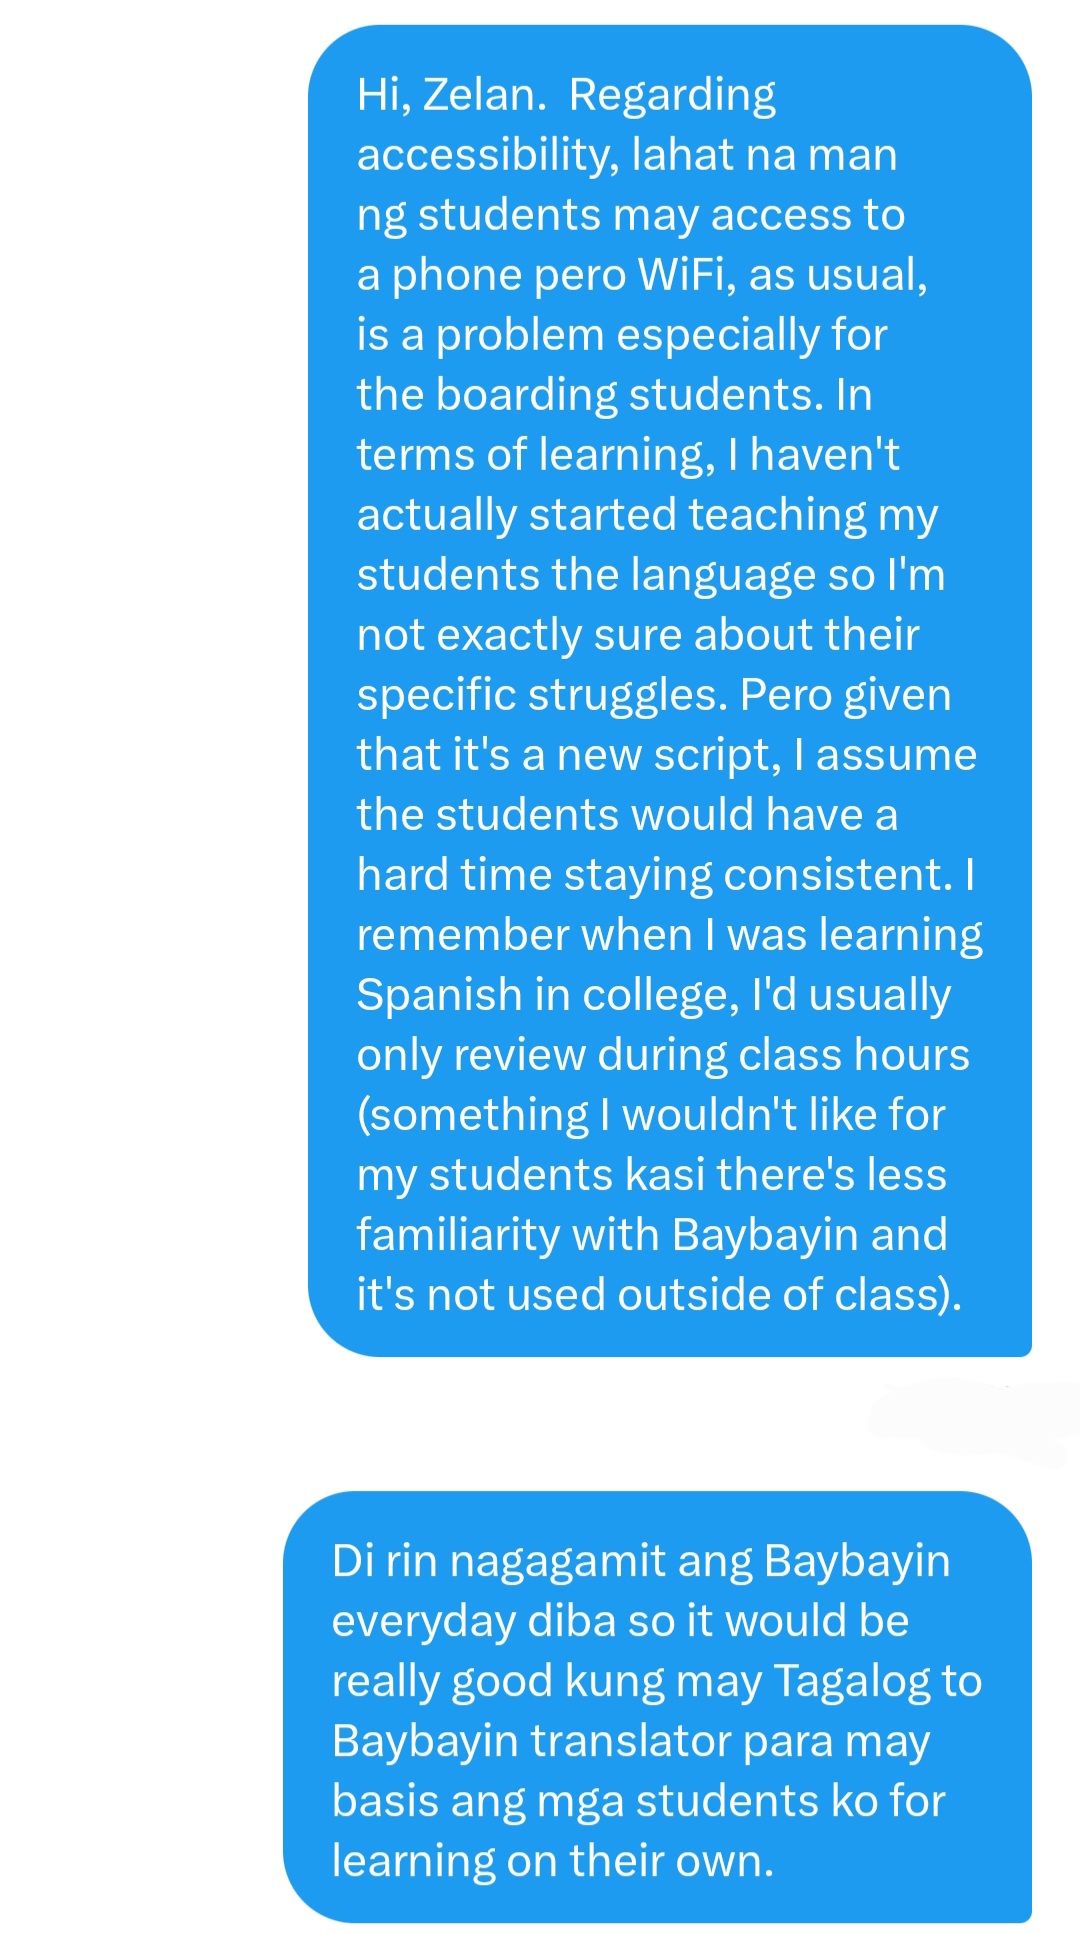 Hi, Zelan.  Regarding
accessibility, lahat na man
ng students may access to
a phone pero WiFi, as usual,
is a problem especially for
the boarding students. In
terms of learning, I haven't
actually started teaching my
students the language so I'm
not exactly sure about their
specific struggles. Pero given
that it's a new script, I assume
the students would have a
hard time staying consistent. I
remember when I was learning
Spanish in college, I'd usually
only review during class hours
(something I wouldn't like for
my students kasi there's less
familiarity with Baybayin and
it's not used outside of class).
Di rin nagagamit ang Baybayin
everyday diba so it would be
really good kung may Tagalog to
Baybayin translator para may
basis ang mga students ko for
learning on their own.